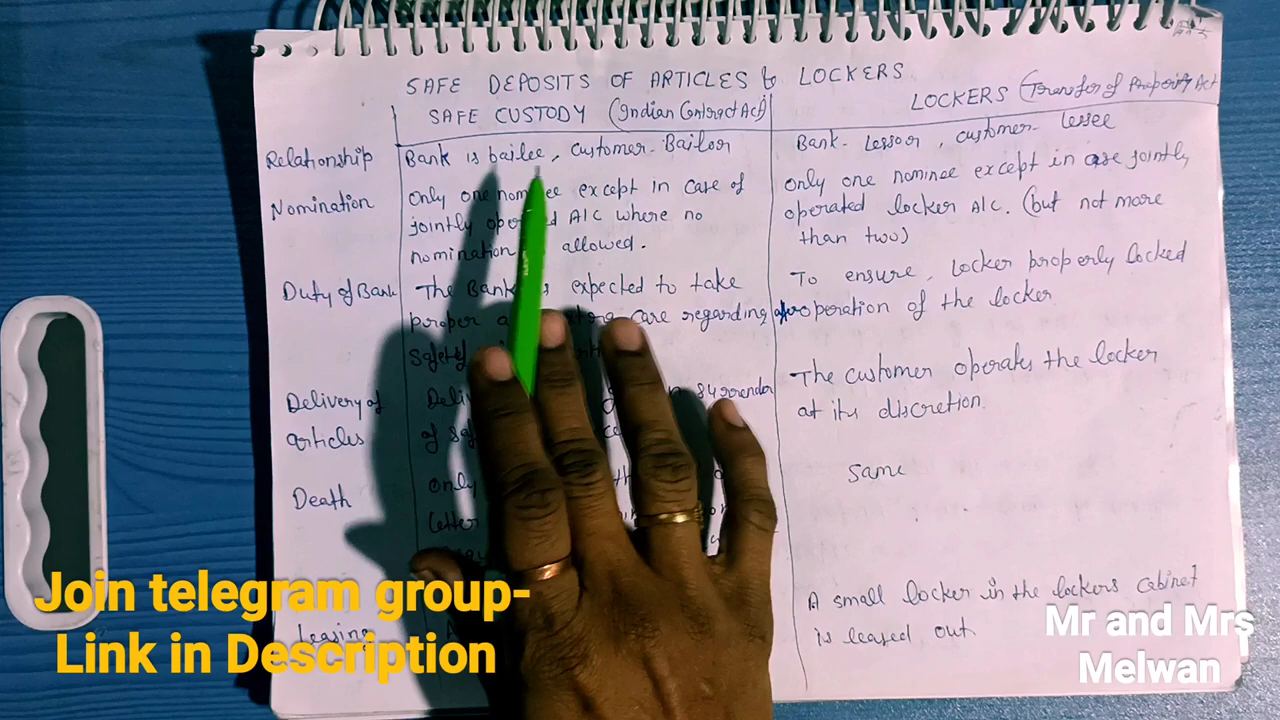 SAFE DEPOSITS OF ARTICLES & LOCKERS
SAFE CUSTODY (Indian Contract Act)
LOCKERS (Transfer of Property Act
Relationship
Bank is bailee, customer - Bailor
Bank - Lessor, customer - lessee
Nomination
Only one nominee except in case of
jointly A/C where no
nomination allowed.
Only one nominee except in case jointly
operated locker A/C. (but not more
than two)
Duty of Bank
The Bank is expected to take
proper care regarding
To ensure, locker properly locked
operation of the locker
Delivery of
articles
surrender
of
The customer operates the locker
at its discretion.
Death
Only
letter
Same
Leasing
A small locker in the lockers cabinet
is leased out
Join telegram group-
Link in Description
Mr and Mrs
Melwan